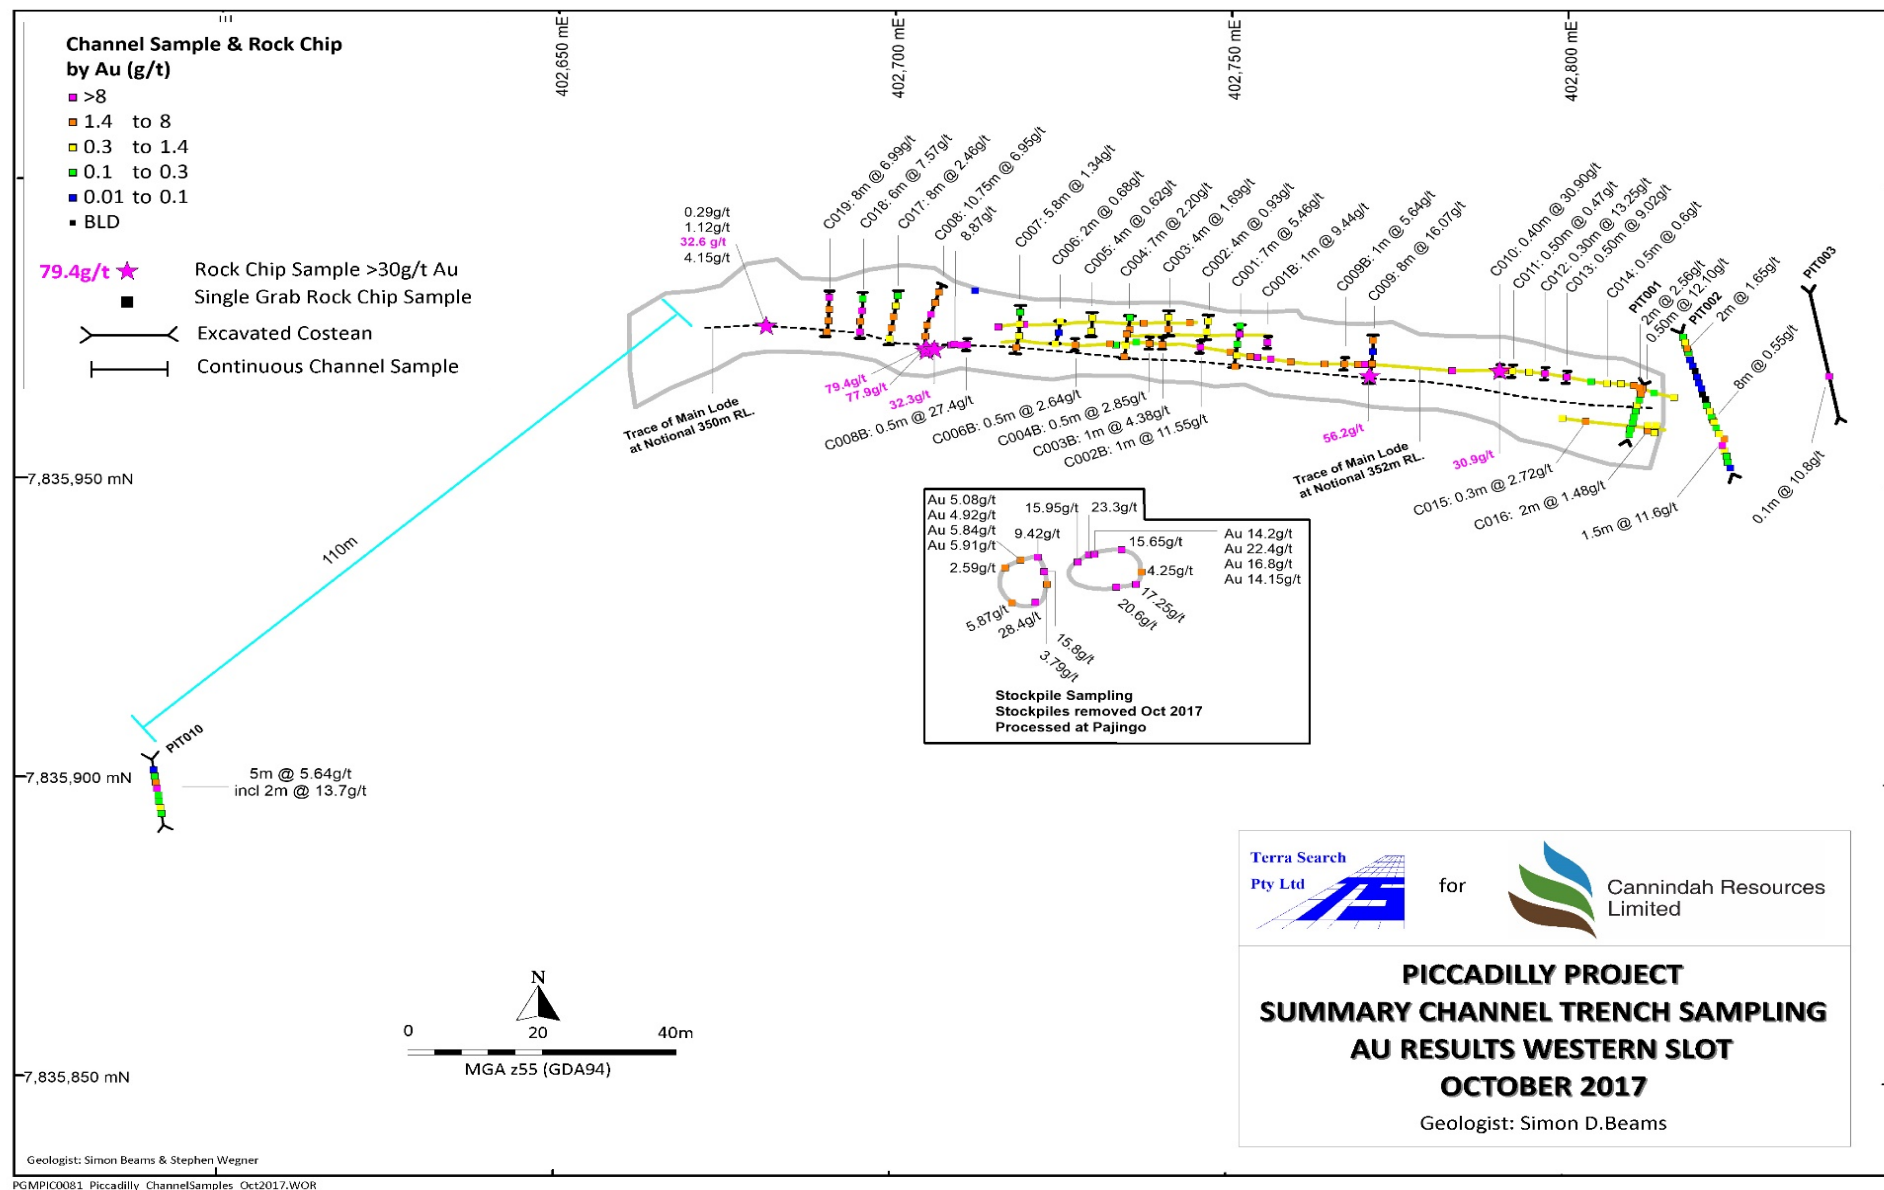 402,650 mE
402,700 mE
402,750 mE
402,800 mE
Channel Sample & Rock Chip
by Au (g/t)
>8
1.4 to 8
0.3 to 1.4
0.1 to 0.3
0.01 to 0.1
BLD
79.4g/t
Rock Chip Sample >30g/t Au
Single Grab Rock Chip Sample
Excavated Costean
Continuous Channel Sample
0.29g/t
1.12g/t
32.6 g/t
4.15g/t
C019: 8m @ 6.99g/t
C018: 6m @ 7.57g/t
C017: 8m @ 2.46g/t
C008: 10.75m @ 6.95g/t
8.87g/t
C007: 5.8m @ 1.34g/t
C006: 2m @ 0.68g/t
C005: 4m @ 0.62g/t
C004: 7m @ 2.20g/t
C003: 4m @ 1.69g/t
C002: 4m @ 0.93g/t
C001: 7m @ 5.46g/t
C001B: 1m @ 9.44g/t
C009B: 1m @ 5.64g/t
C009: 8m @ 16.07g/t
C010: 0.40m @ 30.90g/t
C011: 0.50m @ 0.47g/t
C012: 0.30m @ 13.25g/t
C013: 0.50m @ 9.02g/t
C014: 0.5m @ 0.6g/t
PIT001
2m @ 2.56g/t
0.50m @ 12.10g/t
PIT002
2m @ 1.65g/t
8m @ 0.55g/t
PIT003
79.4g/t
77.9g/t
32.3g/t
C008B: 0.5m @ 27.4g/t
C006B: 0.5m @ 2.64g/t
C004B: 0.5m @ 2.85g/t
C003B: 1m @ 4.38g/t
C002B: 1m @ 11.55g/t
56.2g/t
30.9g/t
C015: 0.3m @ 2.72g/t
C016: 2m @ 1.48g/t
1.5m @ 11.6g/t
0.1m @ 10.8g/t
Trace of Main Lode
at Notional 350m RL.
Trace of Main Lode
at Notional 352m RL.
7,835,950 mN
110m
Au 5.08g/t
Au 4.92g/t
Au 5.84g/t
Au 5.91g/t
2.59g/t
9.42g/t
15.95g/t
23.3g/t
15.65g/t
Au 14.2g/t
Au 22.4g/t
Au 16.8g/t
Au 14.15g/t
4.25g/t
17.25g/t
20.6g/t
5.87g/t
28.4g/t
15.8g/t
3.79g/t
Stockpile Sampling
Stockpiles removed Oct 2017
Processed at Pajingo
PIT010
7,835,900 mN
5m @ 5.64g/t
incl 2m @ 13.7g/t
N
0 20 40m
MGA z55 (GDA94)
7,835,850 mN
Terra Search
Pty Ltd
for
Cannindah Resources
Limited
PICCADILLY PROJECT
SUMMARY CHANNEL TRENCH SAMPLING
AU RESULTS WESTERN SLOT
OCTOBER 2017
Geologist: Simon D.Beams
Geologist: Simon Beams & Stephen Wegner
PGMPIC0081_Piccadilly_ChannelSamples_Oct2017.WOR